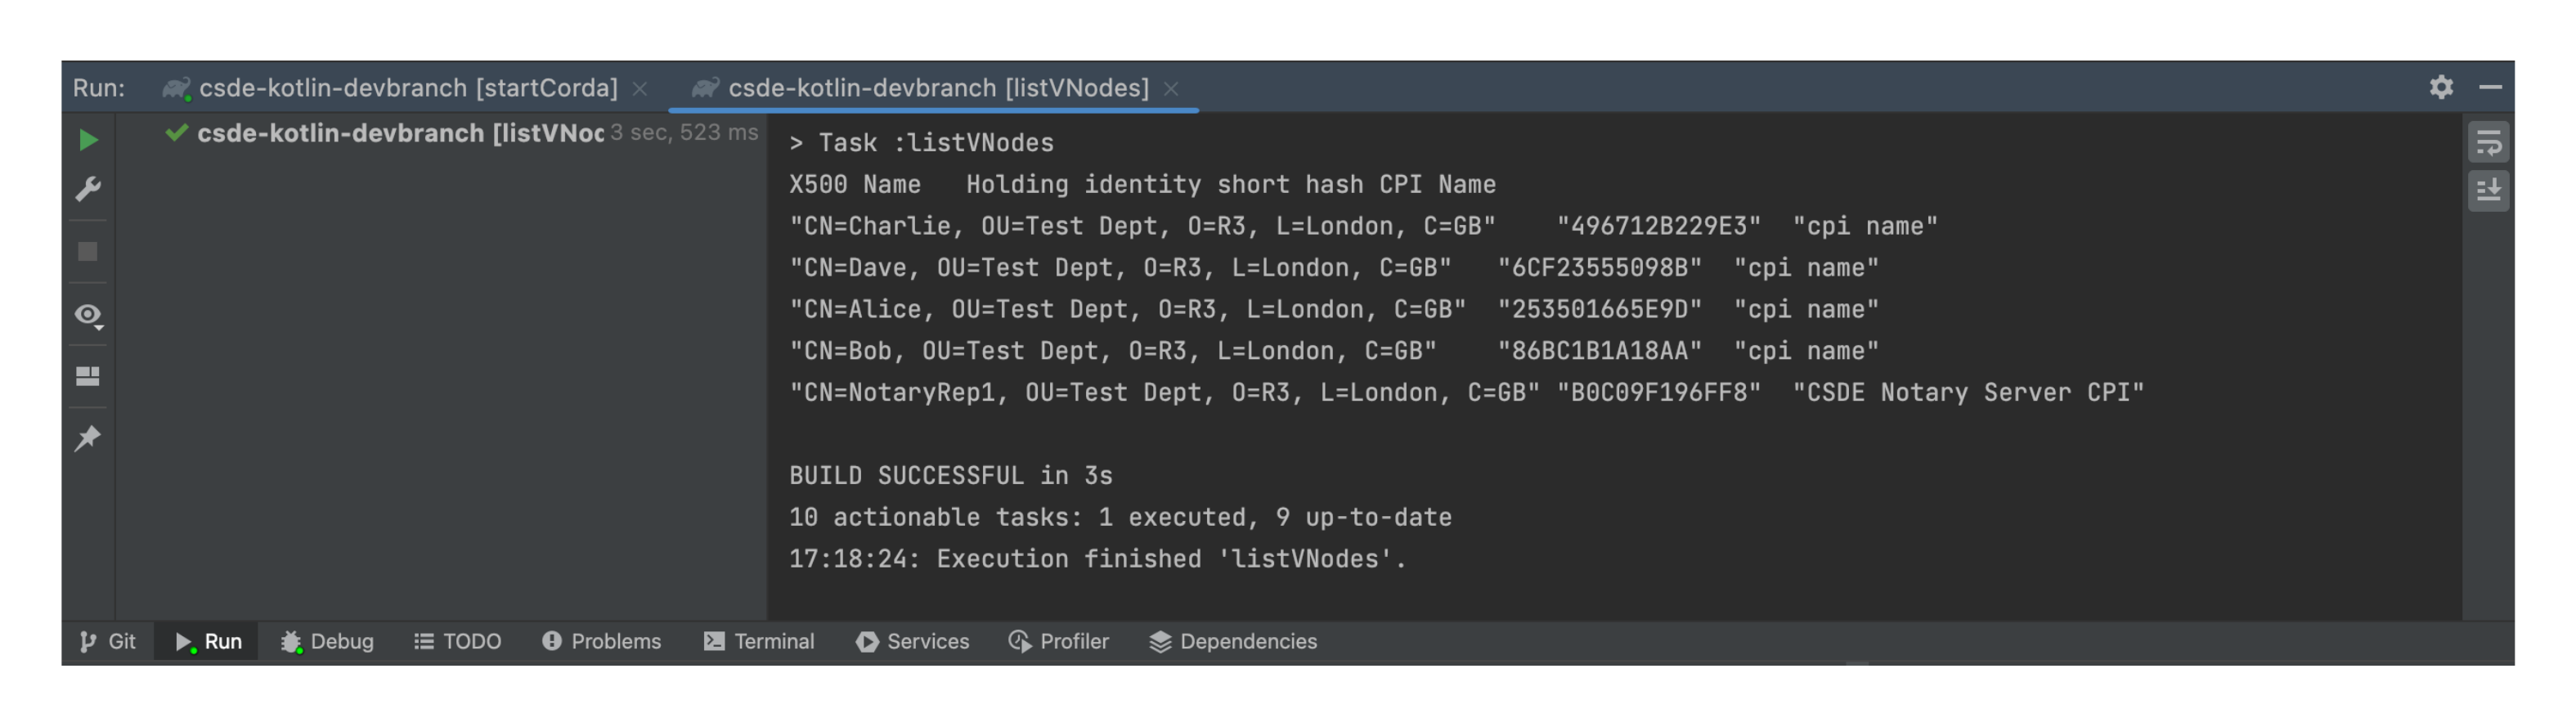 Run: csde-kotlin-devbranch [startCorda] csde-kotlin-devbranch [listVNodes]
csde-kotlin-devbranch [listVNoc 3 sec, 523 ms
> Task :listVNodes
X500 Name   Holding identity short hash CPI Name
"CN=Charlie, OU=Test Dept, O=R3, L=London, C=GB"    "496712B229E3"  "cpi name"
"CN=Dave, OU=Test Dept, O=R3, L=London, C=GB"   "6CF23555098B"  "cpi name"
"CN=Alice, OU=Test Dept, O=R3, L=London, C=GB"  "253501665E9D"  "cpi name"
"CN=Bob, OU=Test Dept, O=R3, L=London, C=GB"    "86BC1B1A18AA"  "cpi name"
"CN=NotaryRep1, OU=Test Dept, O=R3, L=London, C=GB" "B0C09F196FF8"  "CSDE Notary Server CPI"
BUILD SUCCESSFUL in 3s
10 actionable tasks: 1 executed, 9 up-to-date
17:18:24: Execution finished 'listVNodes'.
Git Run Debug TODO Problems Terminal Services Profiler Dependencies